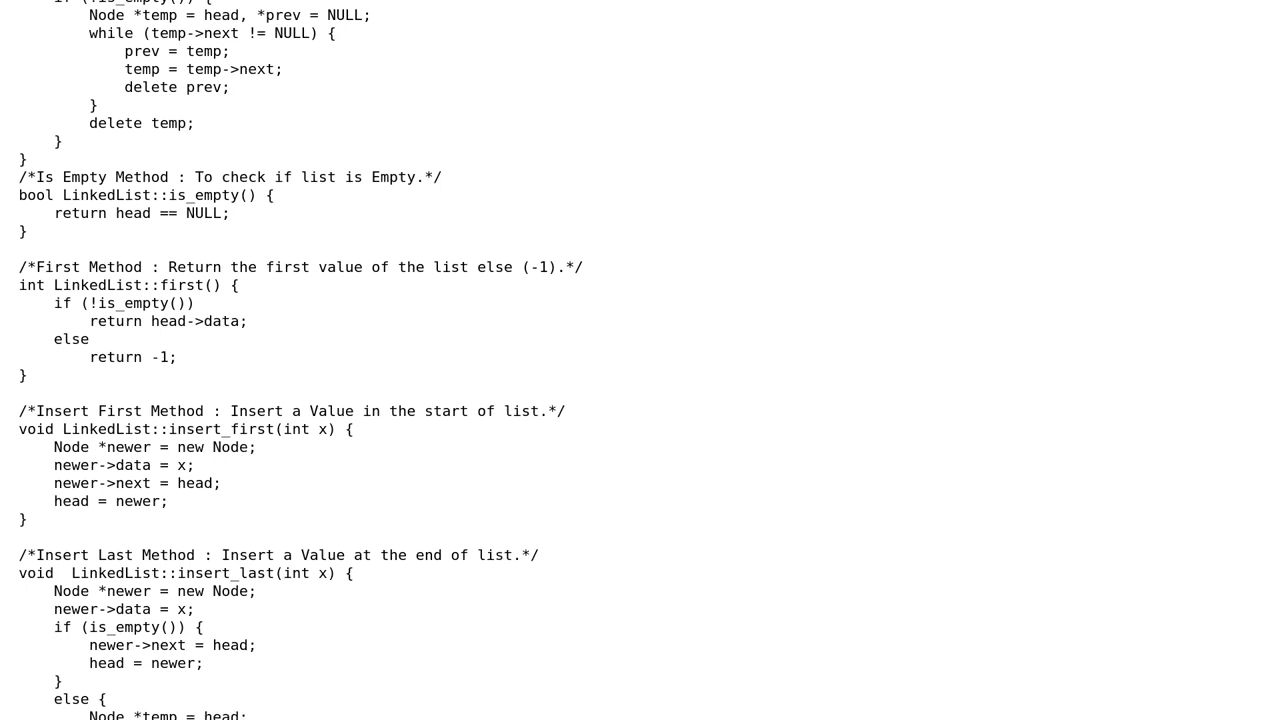 if (!is_empty()) {
        Node *temp = head, *prev = NULL;
        while (temp->next != NULL) {
            prev = temp;
            temp = temp->next;
            delete prev;
        }
        delete temp;
    }
}
/*Is Empty Method : To check if list is Empty.*/
bool LinkedList::is_empty() {
    return head == NULL;
}

/*First Method : Return the first value of the list else (-1).*/
int LinkedList::first() {
    if (!is_empty())
        return head->data;
    else
        return -1;
}

/*Insert First Method : Insert a Value in the start of list.*/
void LinkedList::insert_first(int x) {
    Node *newer = new Node;
    newer->data = x;
    newer->next = head;
    head = newer;
}

/*Insert Last Method : Insert a Value at the end of list.*/
void  LinkedList::insert_last(int x) {
    Node *newer = new Node;
    newer->data = x;
    if (is_empty()) {
        newer->next = head;
        head = newer;
    }
    else {
        Node *temp = head;